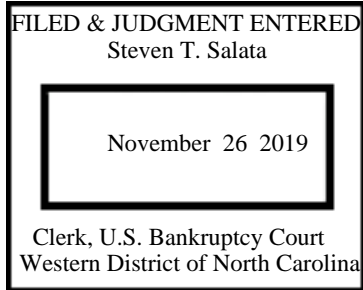 FILED & JUDGMENT ENTERED
Steven T. Salata
November 26 2019
Clerk, U.S. Bankruptcy Court
Western District of North Carolina